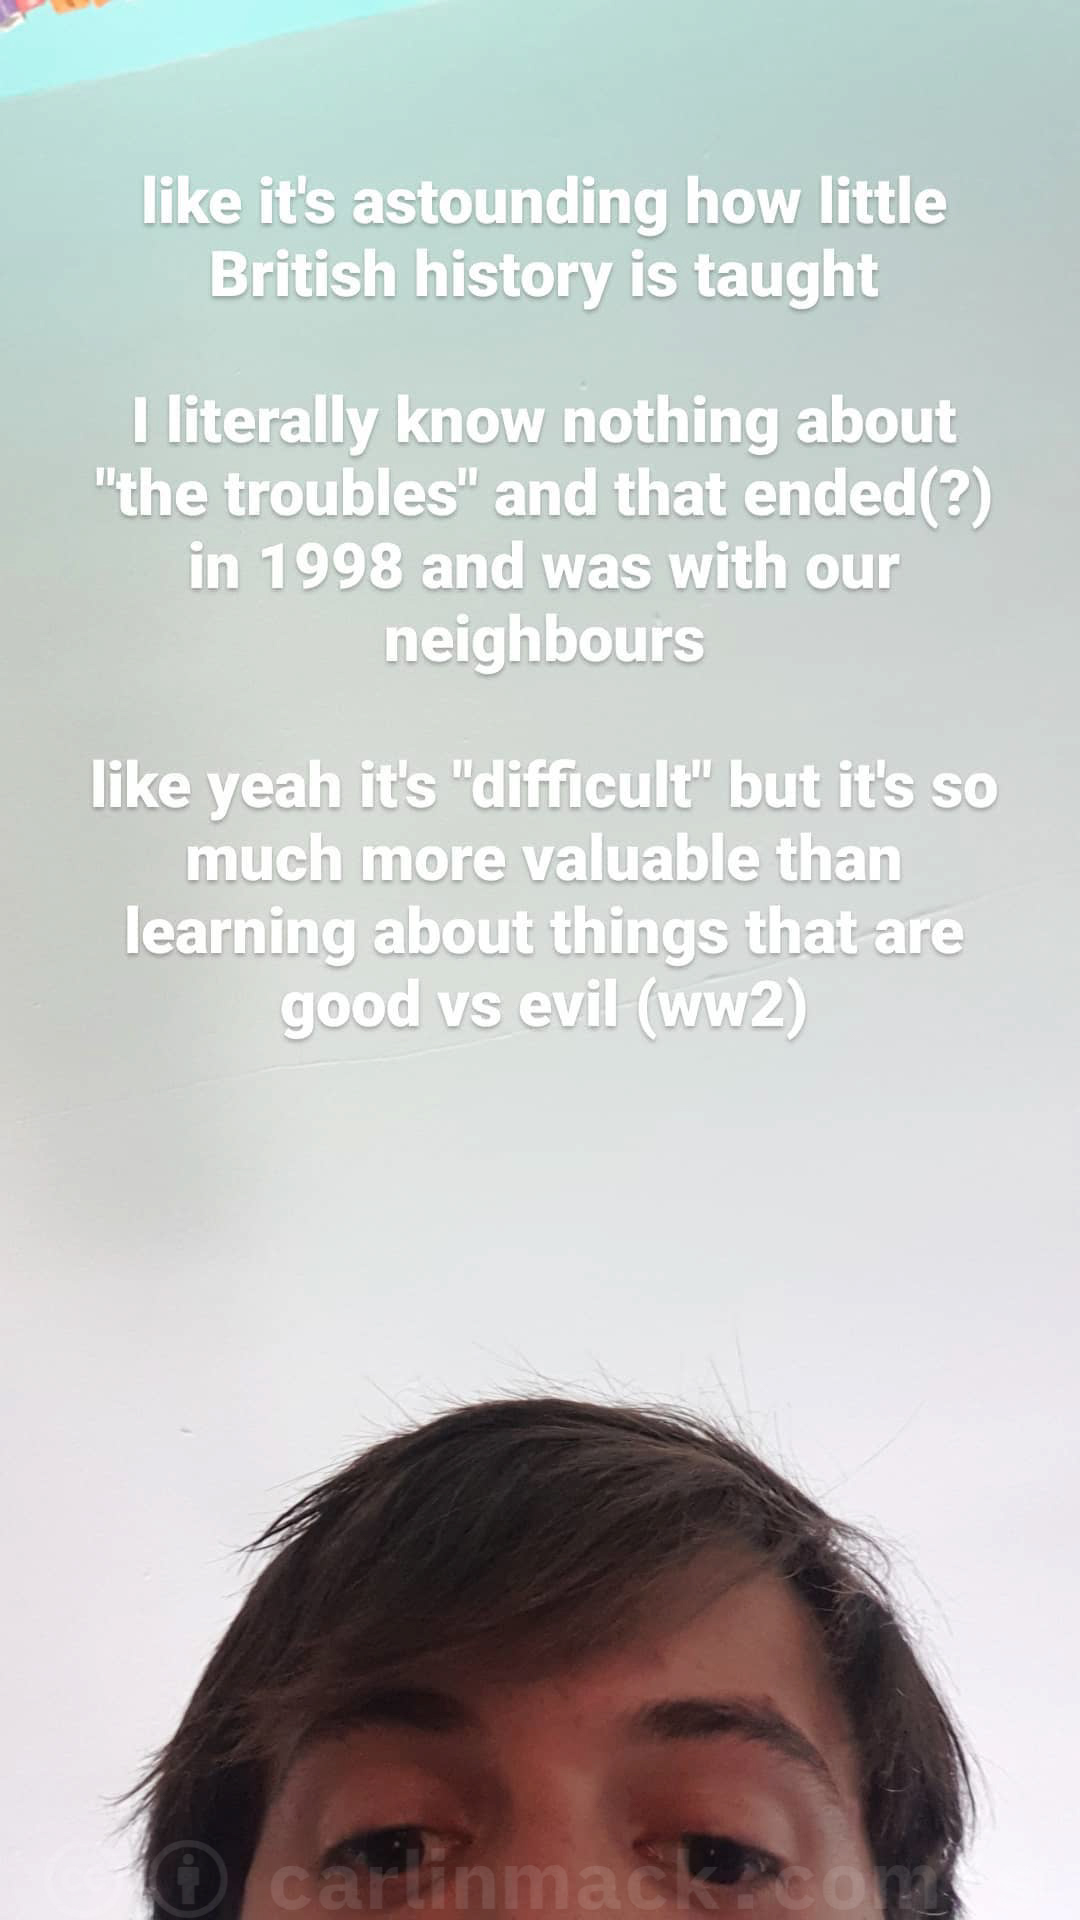 like it's astounding how little
British history is taught
I literally know nothing about
"the troubles" and that ended(?)
in 1998 and was with our
neighbours
like yeah it's "difficult" but it's so
much more valuable than
learning about things that are
good vs evil (ww2)
carlinmack.com